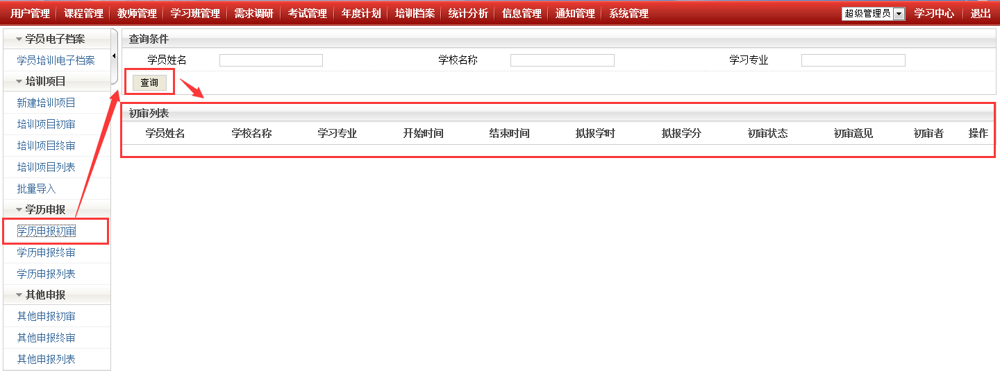 用户管理 课程管理 教师管理 学习班管理 需求调研 考试管理 年度计划 培训档案 统计分析 信息管理 通知管理 系统管理 超级管理员 学习中心 退出
学员电子档案
学员培训电子档案
培训项目
新建培训项目
培训项目初审
培训项目终审
培训项目列表
批量导入
学历申报
学历申报初审
学历申报终审
学历申报列表
其他申报
其他申报初审
其他申报终审
其他申报列表
查询条件
学员姓名 学校名称 学习专业
查询
初审列表
学员姓名 学校名称 学习专业 开始时间 结束时间 拟报学时 拟报学分 初审状态 初审意见 初审者 操作